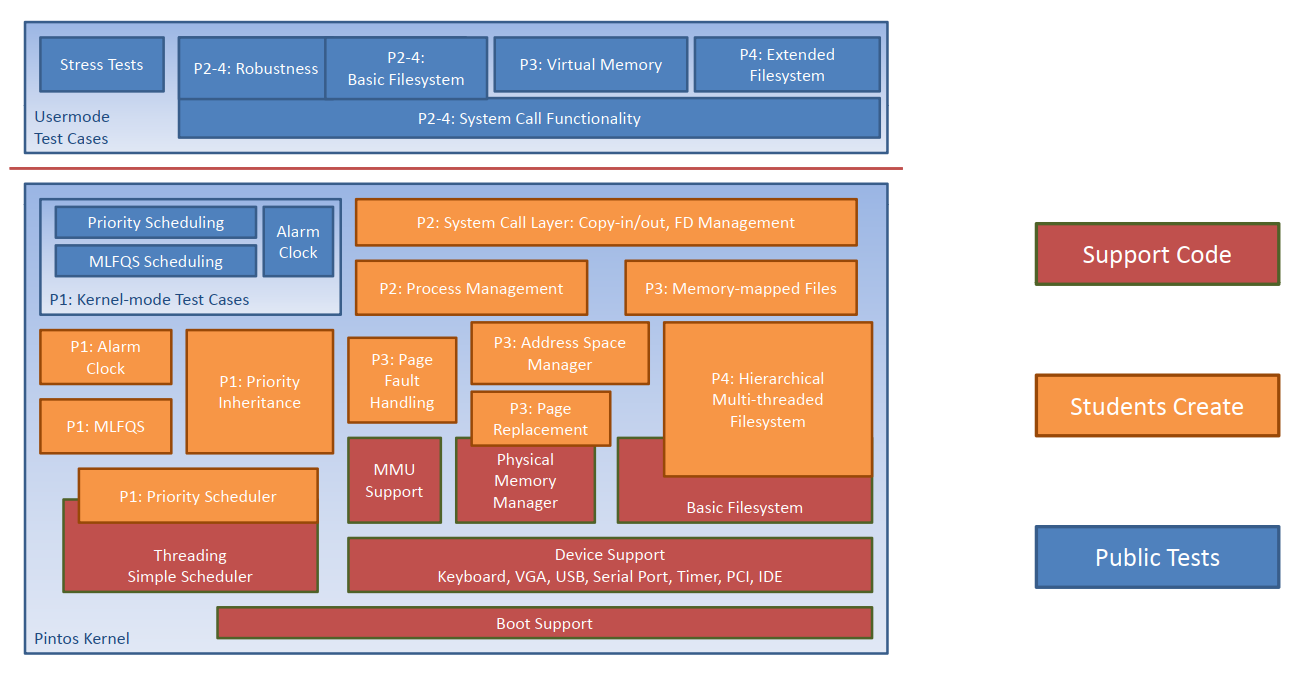 Stress Tests
P2-4: Robustness
P2-4:
Basic Filesystem
P3: Virtual Memory
P4: Extended
Filesystem
P2-4: System Call Functionality
Usermode
Test Cases
Priority Scheduling
MLFQS Scheduling
Alarm
Clock
P1: Kernel-mode Test Cases
P2: System Call Layer: Copy-in/out, FD Management
P2: Process Management
P3: Memory-mapped Files
P1: Alarm
Clock
P1: MLFQS
P1: Priority
Inheritance
P3: Page
Fault
Handling
P3: Address Space
Manager
P3: Page
Replacement
P4: Hierarchical
Multi-threaded
Filesystem
P1: Priority Scheduler
Threading
Simple Scheduler
MMU
Support
Physical
Memory
Manager
Basic Filesystem
Device Support
Keyboard, VGA, USB, Serial Port, Timer, PCI, IDE
Boot Support
Pintos Kernel
Support Code
Students Create
Public Tests